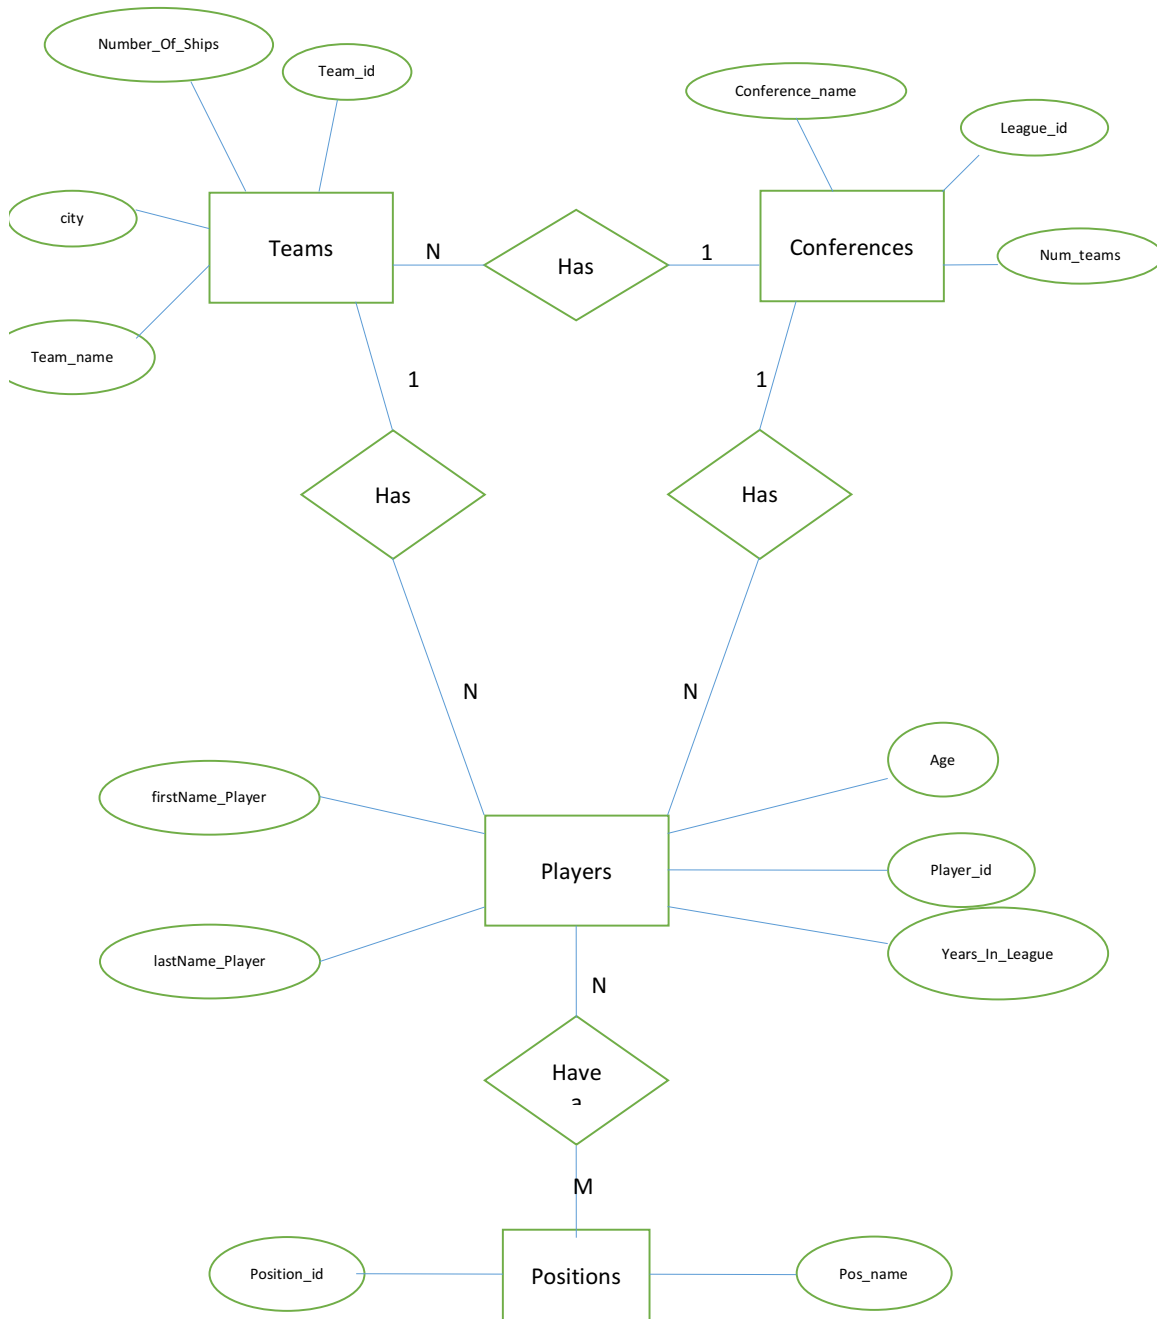 Number_Of_Ships
Team_id
Conference_name
League_id
city
Teams
N
Has
1
Conferences
Num_teams
Team_name
1
1
Has
Has
N
N
Age
firstName_Player
Players
Player_id
lastName_Player
Years_In_League
N
Have
a
M
Position_id
Positions
Pos_name